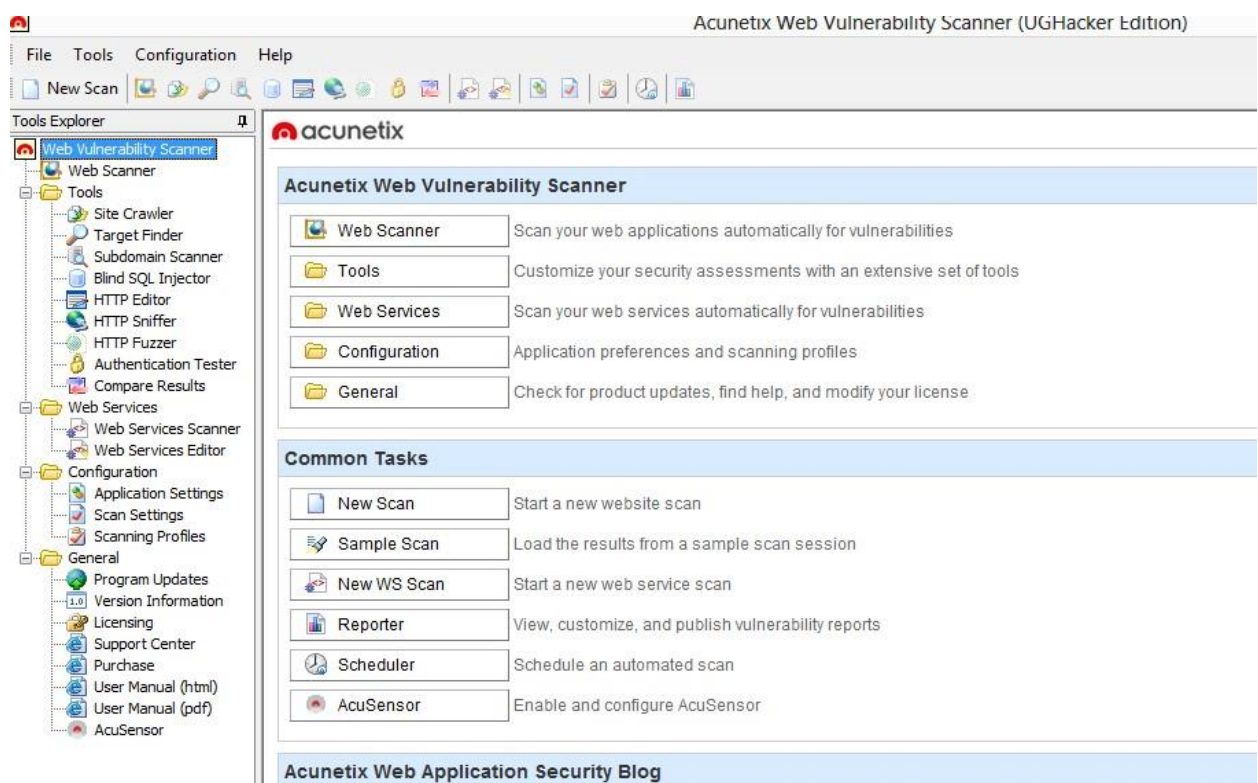 Acunetix Web Vulnerability Scanner (UGHacker Edition)
File Tools Configuration Help
New Scan
Tools Explorer
Web Vulnerability Scanner
Web Scanner
Tools
Site Crawler
Target Finder
Subdomain Scanner
Blind SQL Injector
HTTP Editor
HTTP Sniffer
HTTP Fuzzer
Authentication Tester
Compare Results
Web Services
Web Services Scanner
Web Services Editor
Configuration
Application Settings
Scan Settings
Scanning Profiles
General
Program Updates
1.0 Version Information
Licensing
Support Center
Purchase
User Manual (html)
User Manual (pdf)
AcuSensor
acunetix
Acunetix Web Vulnerability Scanner
Web Scanner Scan your web applications automatically for vulnerabilities
Tools Customize your security assessments with an extensive set of tools
Web Services Scan your web services automatically for vulnerabilities
Configuration Application preferences and scanning profiles
General Check for product updates, find help, and modify your license
Common Tasks
New Scan Start a new website scan
Sample Scan Load the results from a sample scan session
New WS Scan Start a new web service scan
Reporter View, customize, and publish vulnerability reports
Scheduler Schedule an automated scan
AcuSensor Enable and configure AcuSensor
Acunetix Web Application Security Blog